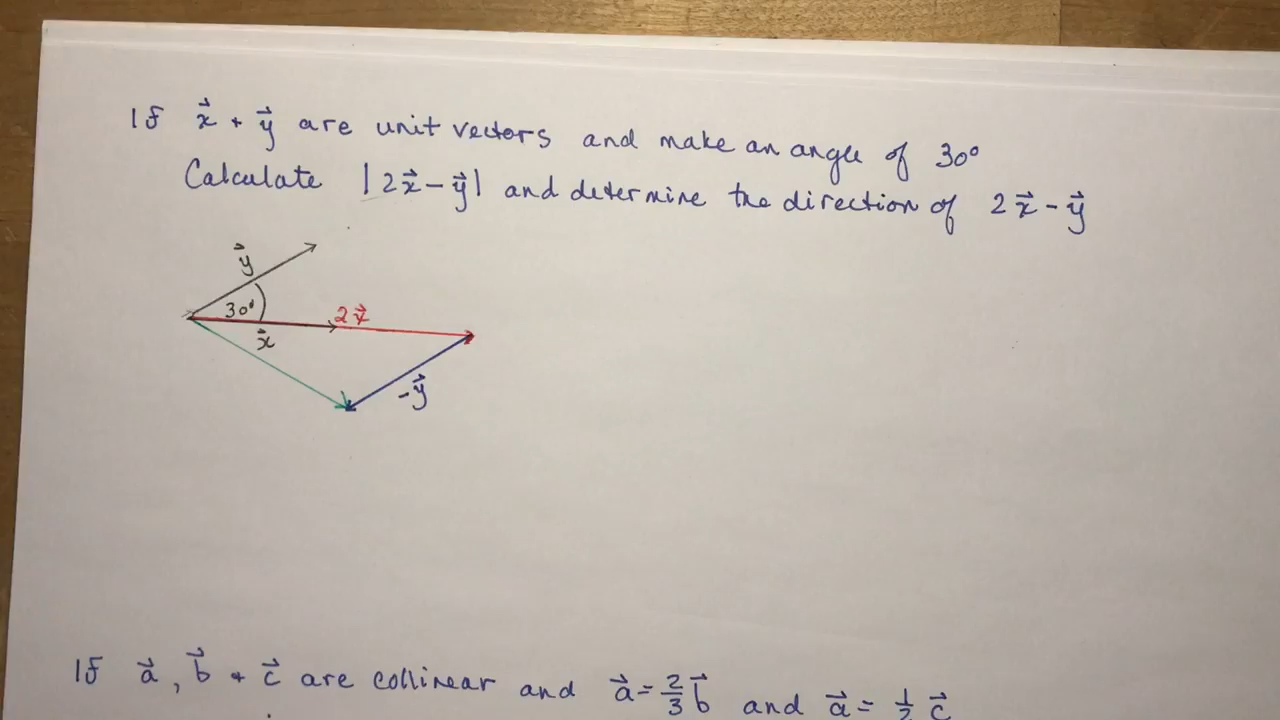 If x⃗ + y⃗ are unit vectors and make an angle of 30°
Calculate |2x⃗ - y⃗| and determine the direction of 2x⃗ - y⃗
y⃗
30°
2x⃗
x⃗
-y⃗
If a⃗, b⃗ + c⃗ are collinear and a⃗ = 2/3 b⃗ and a⃗ = 1/2 c⃗